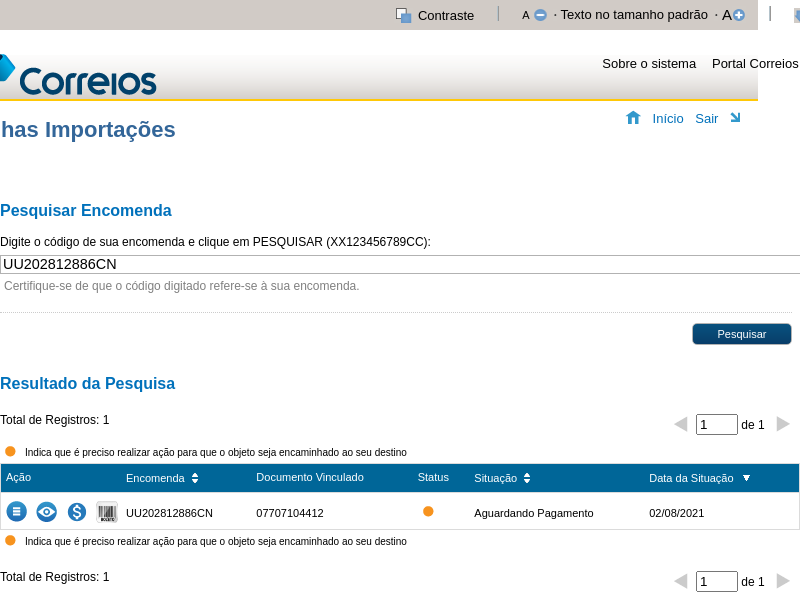 Contraste | A · Texto no tamanho padrão · A |
Correios
Sobre o sistema Portal Correios
has Importações
Início Sair
Pesquisar Encomenda
Digite o código de sua encomenda e clique em PESQUISAR (XX123456789CC):
UU202812886CN
Certifique-se de que o código digitado refere-se à sua encomenda.
Pesquisar
Resultado da Pesquisa
Total de Registros: 1
1 de 1
Indica que é preciso realizar ação para que o objeto seja encaminhado ao seu destino
Ação Encomenda Documento Vinculado Status Situação Data da Situação
$ BOLETO UU202812886CN 07707104412 Aguardando Pagamento 02/08/2021
Indica que é preciso realizar ação para que o objeto seja encaminhado ao seu destino
Total de Registros: 1
1 de 1